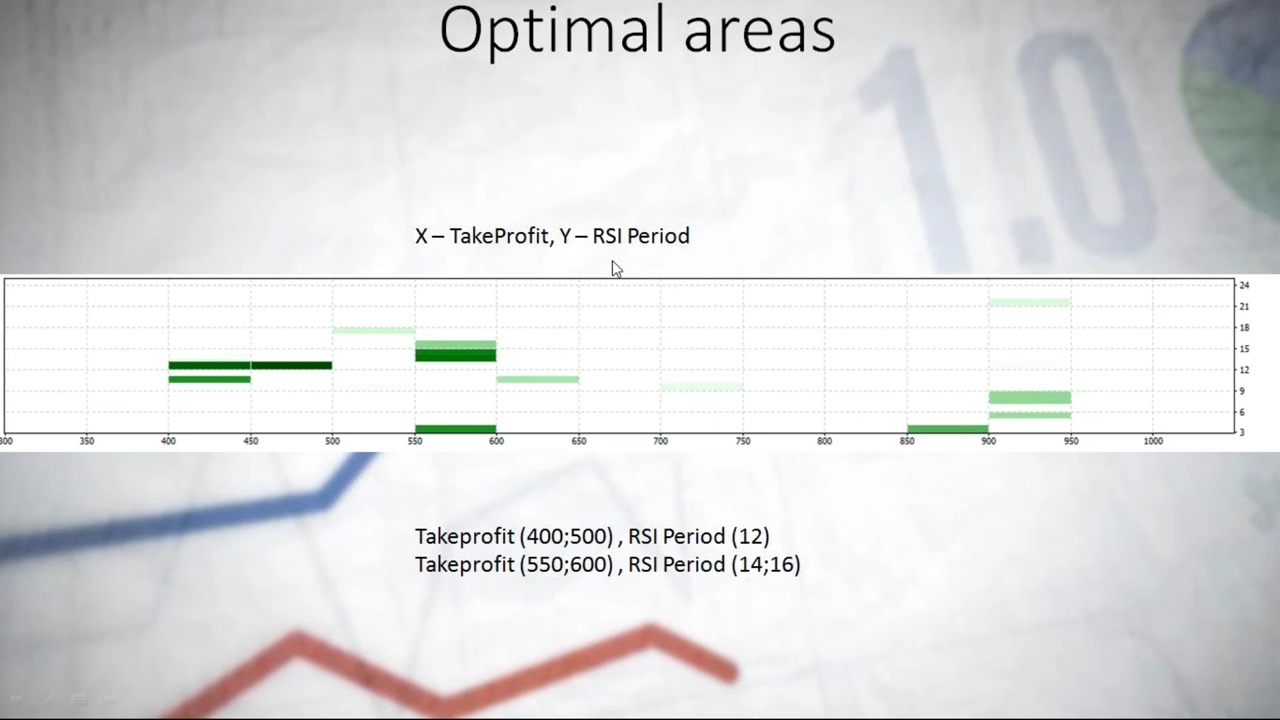 Optimal areas
1.0
X – TakeProfit, Y – RSI Period
24
21
18
15
12
9
6
3
300 350 400 450 500 550 600 650 700 750 800 850 900 950 1000
Takeprofit (400;500) , RSI Period (12)
Takeprofit (550;600) , RSI Period (14;16)